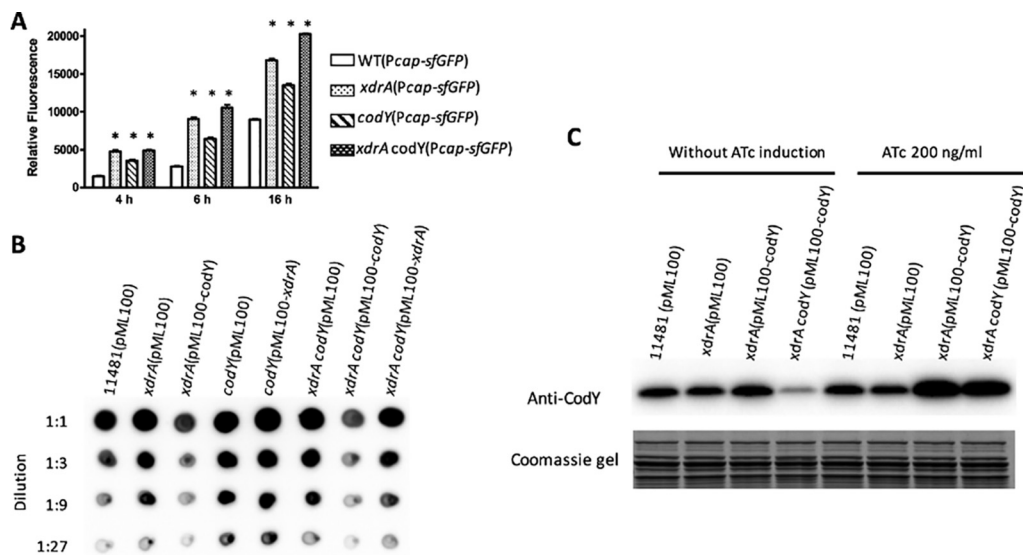 A
Relative Fluorescence
20000
15000
10000
5000
0
* * *
* * *
* * *
4 h 6 h 16 h
WT(Pcap-sfGFP)
xdrA(Pcap-sfGFP)
codY(Pcap-sfGFP)
xdrA codY(Pcap-sfGFP)
B
11481(pML100)
xdrA(pML100)
xdrA(pML100-codY)
codY(pML100)
codY(pML100-xdrA)
xdrA codY(pML100)
xdrA codY(pML100-codY)
xdrA codY(pML100-xdrA)
Dilution
1:1
1:3
1:9
1:27
C
Without ATc induction ATc 200 ng/ml
11481 (pML100)
xdrA(pML100)
xdrA(pML100-codY)
xdrA codY (pML100-codY)
11481 (pML100)
xdrA(pML100)
xdrA(pML100-codY)
xdrA codY (pML100-codY)
Anti-CodY
Coomassie gel